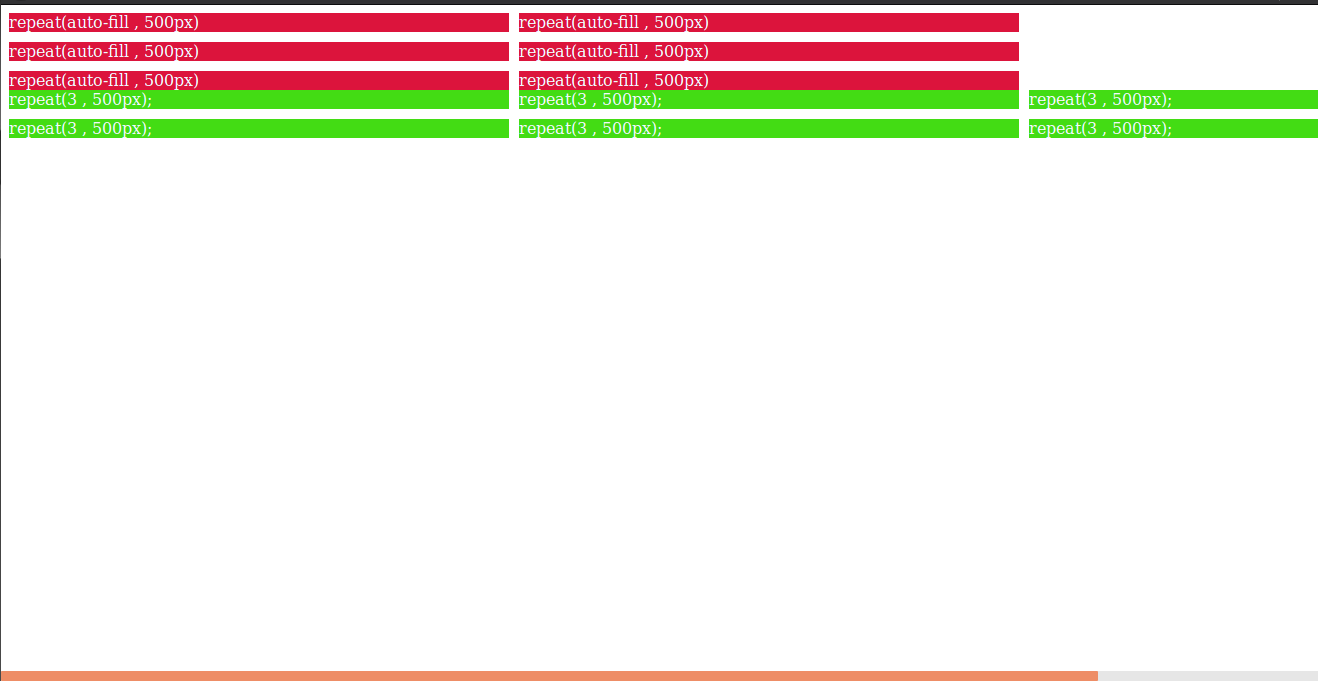 repeat(auto-fill , 500px) repeat(auto-fill , 500px)
repeat(auto-fill , 500px) repeat(auto-fill , 500px)
repeat(auto-fill , 500px) repeat(auto-fill , 500px)
repeat(3 , 500px); repeat(3 , 500px); repeat(3 , 500px);
repeat(3 , 500px); repeat(3 , 500px); repeat(3 , 500px);